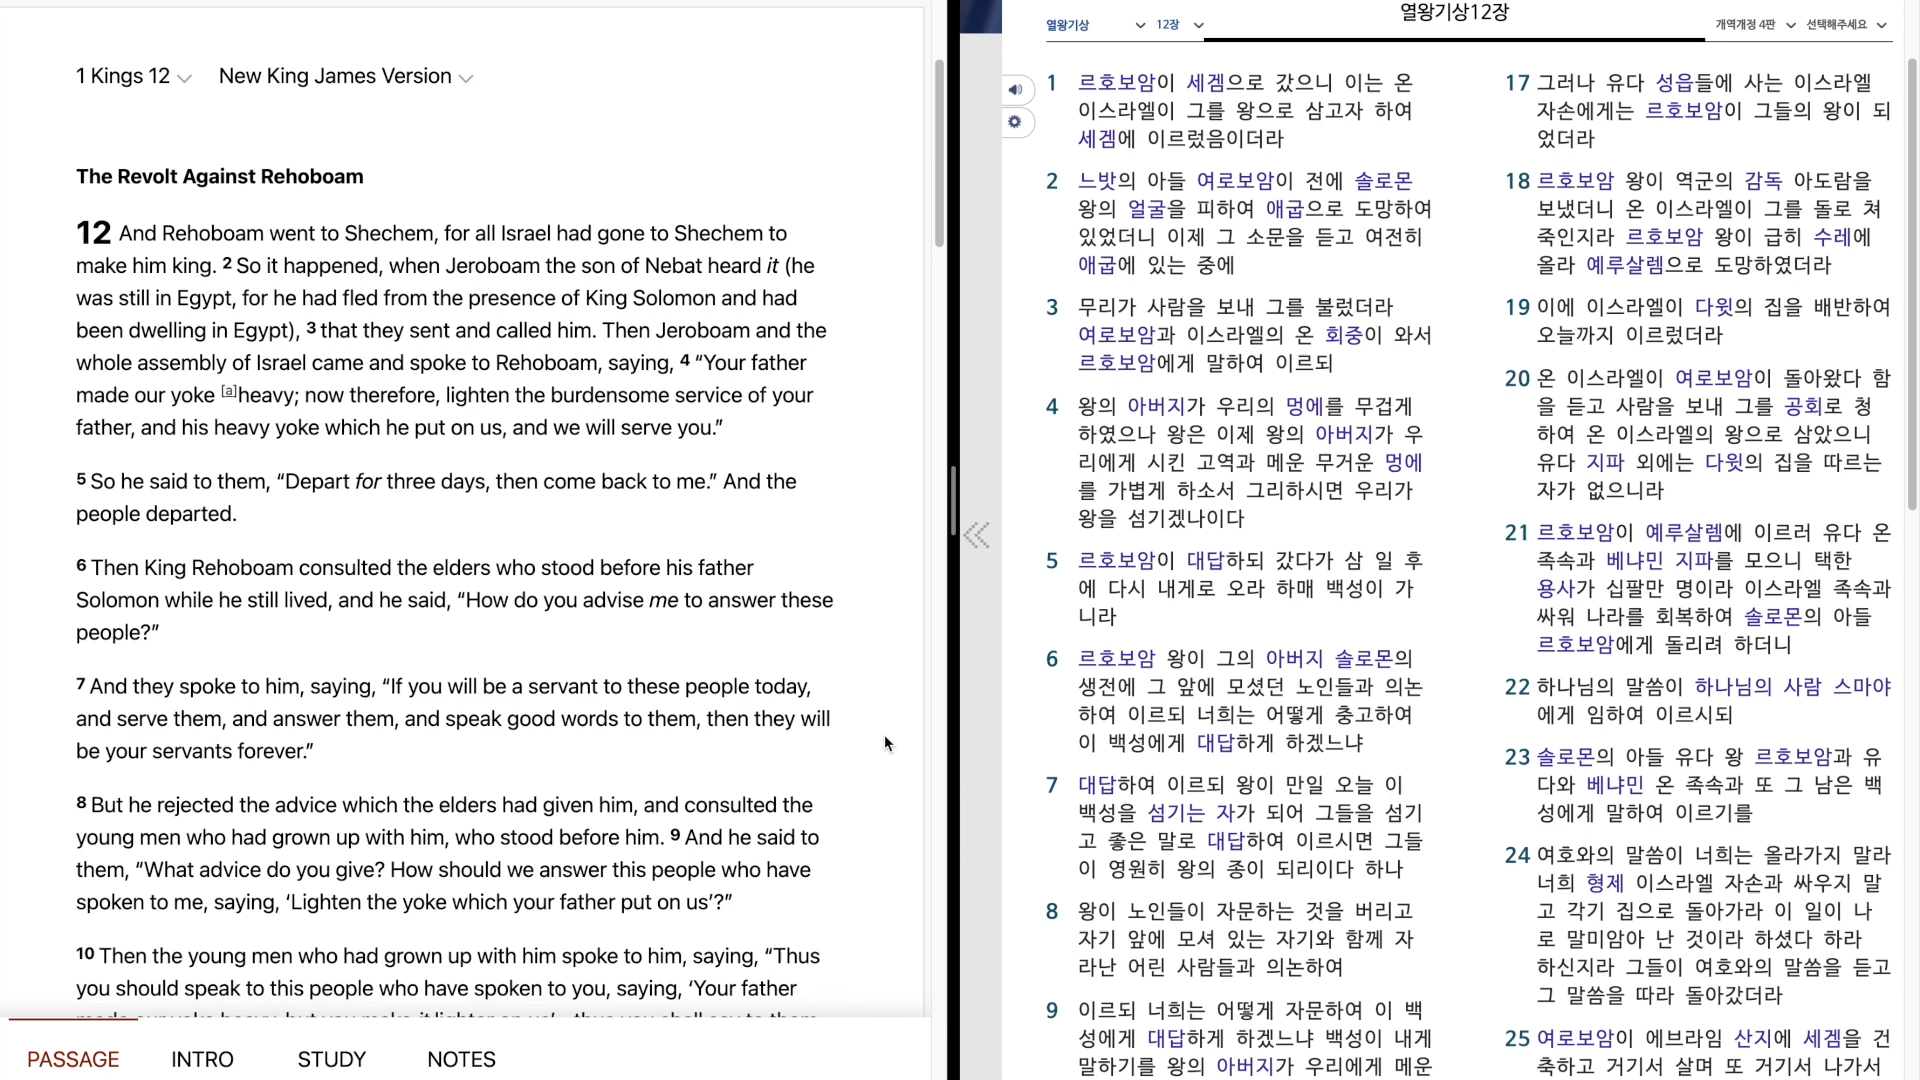 1 Kings 12 New King James Version
The Revolt Against Rehoboam
12 And Rehoboam went to Shechem, for all Israel had gone to Shechem to
make him king. 2 So it happened, when Jeroboam the son of Nebat heard it (he
was still in Egypt, for he had fled from the presence of King Solomon and had
been dwelling in Egypt), 3 that they sent and called him. Then Jeroboam and the
whole assembly of Israel came and spoke to Rehoboam, saying, 4 “Your father
made our yoke [a]heavy; now therefore, lighten the burdensome service of your
father, and his heavy yoke which he put on us, and we will serve you.”
5 So he said to them, “Depart for three days, then come back to me.” And the
people departed.
6 Then King Rehoboam consulted the elders who stood before his father
Solomon while he still lived, and he said, “How do you advise me to answer these
people?”
7 And they spoke to him, saying, “If you will be a servant to these people today,
and serve them, and answer them, and speak good words to them, then they will
be your servants forever.”
8 But he rejected the advice which the elders had given him, and consulted the
young men who had grown up with him, who stood before him. 9 And he said to
them, “What advice do you give? How should we answer this people who have
spoken to me, saying, ‘Lighten the yoke which your father put on us’?”
10 Then the young men who had grown up with him spoke to him, saying, “Thus
you should speak to this people who have spoken to you, saying, ‘Your father
PASSAGE INTRO STUDY NOTES
열왕기상 12장
열왕기상12장
개역개정 4판 선택해주세요
1 르호보암이 세겜으로 갔으니 이는 온
이스라엘이 그를 왕으로 삼고자 하여
세겜에 이르렀음이더라
2 느밧의 아들 여로보암이 전에 솔로몬
왕의 얼굴을 피하여 애굽으로 도망하여
있었더니 이제 그 소문을 듣고 여전히
애굽에 있는 중에
3 무리가 사람을 보내 그를 불렀더라
여로보암과 이스라엘의 온 회중이 와서
르호보암에게 말하여 이르되
4 왕의 아버지가 우리의 멍에를 무겁게
하였으나 왕은 이제 왕의 아버지가 우
리에게 시킨 고역과 메운 무거운 멍에
를 가볍게 하소서 그리하시면 우리가
왕을 섬기겠나이다
5 르호보암이 대답하되 갔다가 삼 일 후
에 다시 내게로 오라 하매 백성이 가
니라
6 르호보암 왕이 그의 아버지 솔로몬의
생전에 그 앞에 모셨던 노인들과 의논
하여 이르되 너희는 어떻게 충고하여
이 백성에게 대답하게 하겠느냐
7 대답하여 이르되 왕이 만일 오늘 이
백성을 섬기는 자가 되어 그들을 섬기
고 좋은 말로 대답하여 이르시면 그들
이 영원히 왕의 종이 되리이다 하나
8 왕이 노인들이 자문하는 것을 버리고
자기 앞에 모셔 있는 자기와 함께 자
라난 어린 사람들과 의논하여
9 이르되 너희는 어떻게 자문하여 이 백
성에게 대답하게 하겠느냐 백성이 내게
말하기를 왕의 아버지가 우리에게 메운
17 그러나 유다 성읍들에 사는 이스라엘
자손에게는 르호보암이 그들의 왕이 되
었더라
18 르호보암 왕이 역군의 감독 아도람을
보냈더니 온 이스라엘이 그를 돌로 쳐
죽인지라 르호보암 왕이 급히 수레에
올라 예루살렘으로 도망하였더라
19 이에 이스라엘이 다윗의 집을 배반하여
오늘까지 이르렀더라
20 온 이스라엘이 여로보암이 돌아왔다 함
을 듣고 사람을 보내 그를 공회로 청
하여 온 이스라엘의 왕으로 삼았으니
유다 지파 외에는 다윗의 집을 따르는
자가 없으니라
21 르호보암이 예루살렘에 이르러 유다 온
족속과 베냐민 지파를 모으니 택한
용사가 십팔만 명이라 이스라엘 족속과
싸워 나라를 회복하여 솔로몬의 아들
르호보암에게 돌리려 하더니
22 하나님의 말씀이 하나님의 사람 스마야
에게 임하여 이르시되
23 솔로몬의 아들 유다 왕 르호보암과 유
다와 베냐민 온 족속과 또 그 남은 백
성에게 말하여 이르기를
24 여호와의 말씀이 너희는 올라가지 말라
너희 형제 이스라엘 자손과 싸우지 말
고 각기 집으로 돌아가라 이 일이 나
로 말미암아 난 것이라 하셨다 하라
하신지라 그들이 여호와의 말씀을 듣고
그 말씀을 따라 돌아갔더라
25 여로보암이 에브라임 산지에 세겜을 건
축하고 거기서 살며 또 거기서 나가서